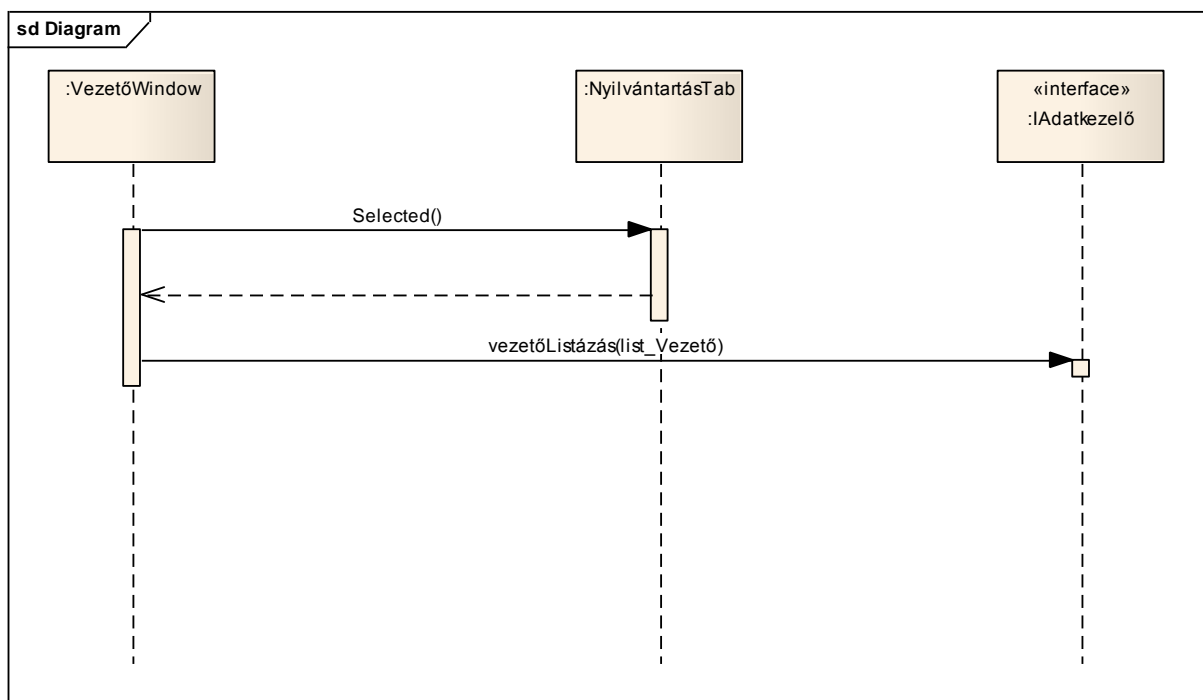 sd Diagram
:VezetőWindow
:NyilvántartásTab
«interface»
:IAdatkezelő
Selected()
vezetőListázás(list_Vezető)